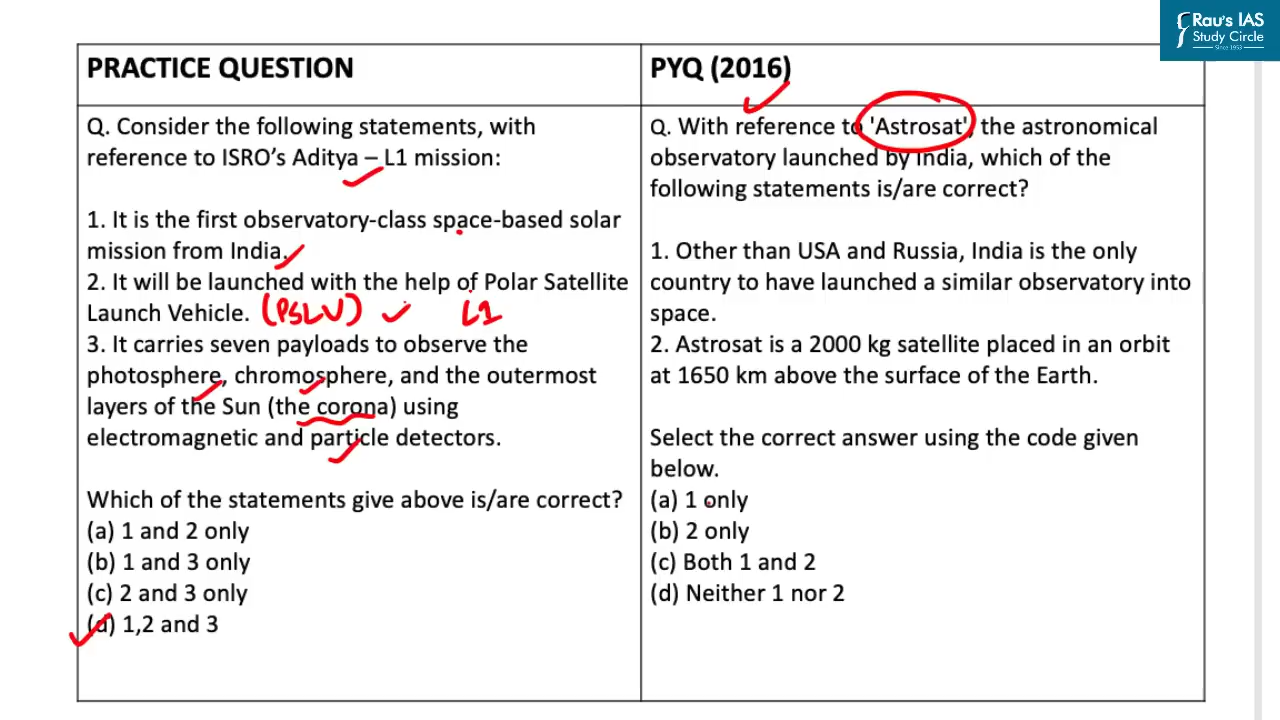 Rau's IAS
Study Circle
Since 1953
PRACTICE QUESTION
Q. Consider the following statements, with
reference to ISRO's Aditya – L1 mission:
1. It is the first observatory-class space-based solar
mission from India.
2. It will be launched with the help of Polar Satellite
Launch Vehicle. (PSLV) L1
3. It carries seven payloads to observe the
photosphere, chromosphere, and the outermost
layers of the Sun (the corona) using
electromagnetic and particle detectors.
Which of the statements give above is/are correct?
(a) 1 and 2 only
(b) 1 and 3 only
(c) 2 and 3 only
(d) 1,2 and 3
PYQ (2016)
Q. With reference to 'Astrosat', the astronomical
observatory launched by India, which of the
following statements is/are correct?
1. Other than USA and Russia, India is the only
country to have launched a similar observatory into
space.
2. Astrosat is a 2000 kg satellite placed in an orbit
at 1650 km above the surface of the Earth.
Select the correct answer using the code given
below.
(a) 1 only
(b) 2 only
(c) Both 1 and 2
(d) Neither 1 nor 2